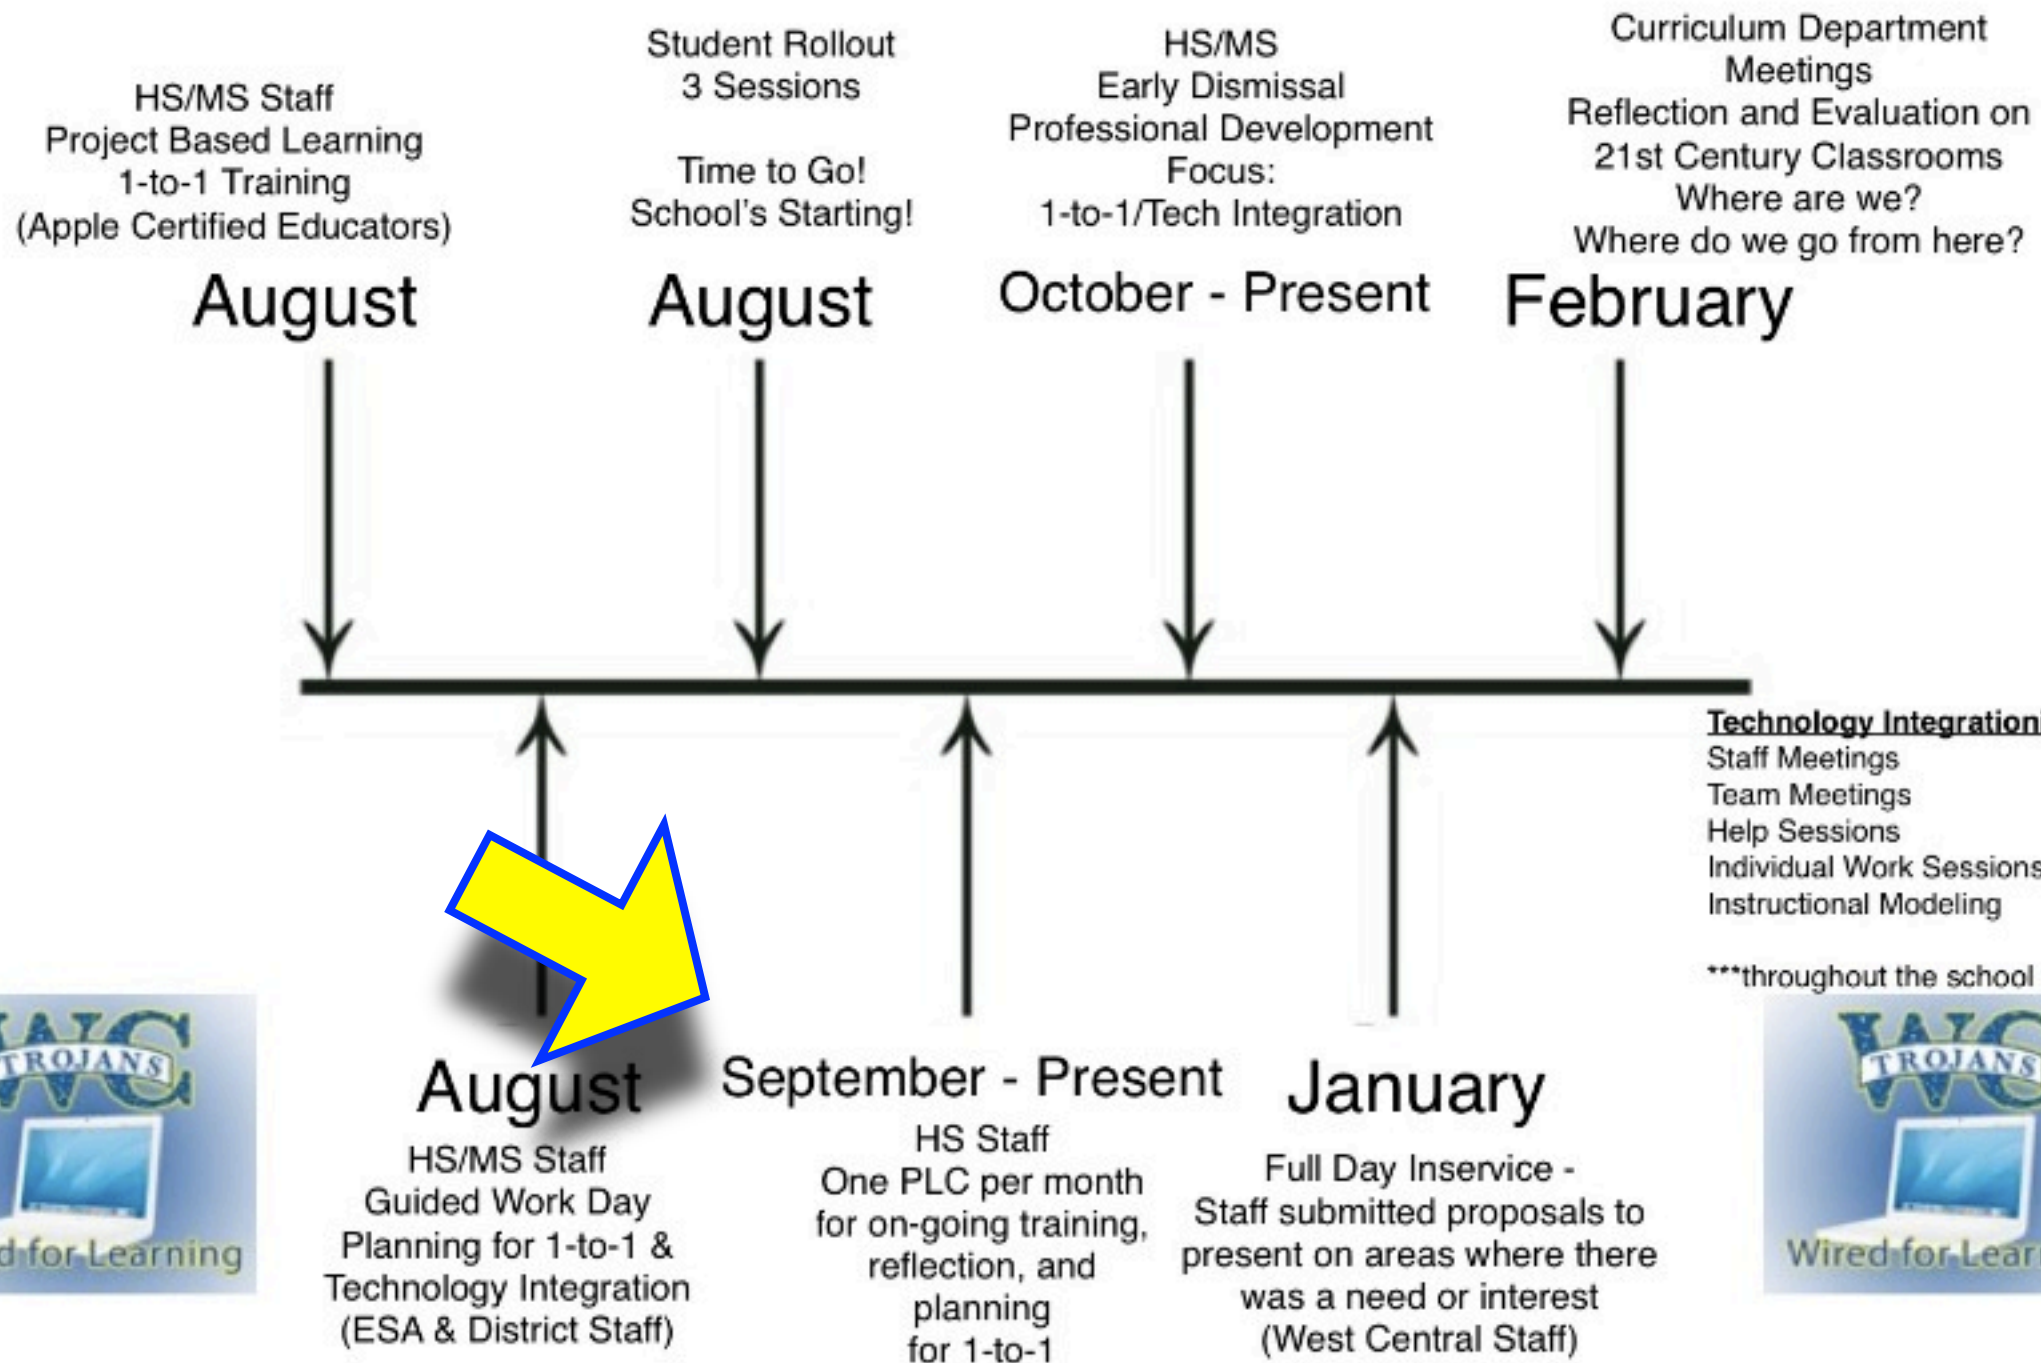 HS/MS Staff
Project Based Learning
1-to-1 Training
(Apple Certified Educators)
August
Student Rollout
3 Sessions
Time to Go!
School's Starting!
August
HS/MS
Early Dismissal
Professional Development
Focus:
1-to-1/Tech Integration
October - Present
Curriculum Department
Meetings
Reflection and Evaluation on
21st Century Classrooms
Where are we?
Where do we go from here?
February
Technology Integration
Staff Meetings
Team Meetings
Help Sessions
Individual Work Sessions
Instructional Modeling
***throughout the school
August
HS/MS Staff
Guided Work Day
Planning for 1-to-1 &
Technology Integration
(ESA & District Staff)
September - Present
HS Staff
One PLC per month
for on-going training,
reflection, and
planning
for 1-to-1
January
Full Day Inservice -
Staff submitted proposals to
present on areas where there
was a need or interest
(West Central Staff)
WC
TROJANS
for Learning
WC
TROJANS
Wired for